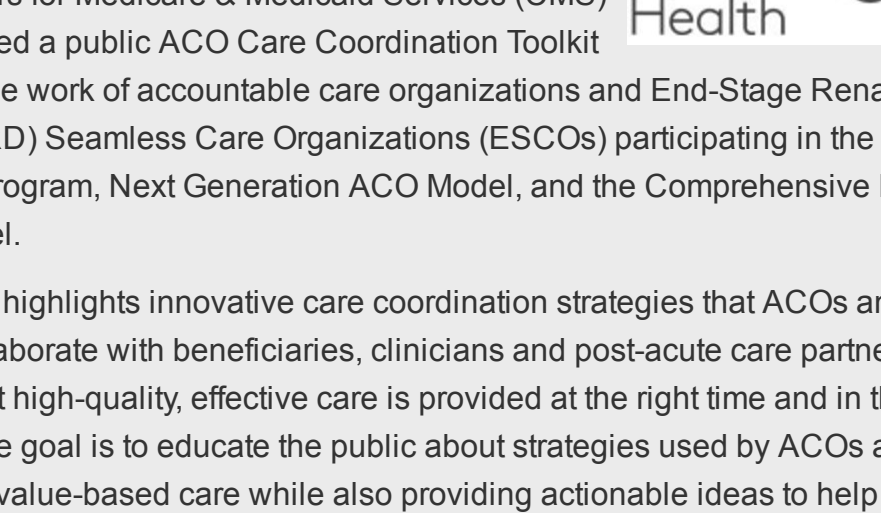 rs for Medicare & Medicaid Services (CMS)
Health
ed a public ACO Care Coordination Toolkit
e work of accountable care organizations and End-Stage Rena
D) Seamless Care Organizations (ESCOs) participating in the
rogram, Next Generation ACO Model, and the Comprehensive
el.
highlights innovative care coordination strategies that ACOs a
aborate with beneficiaries, clinicians and post-acute care partne
t high-quality, effective care is provided at the right time and in t
e goal is to educate the public about strategies used by ACOs a
value-based care while also providing actionable ideas to help